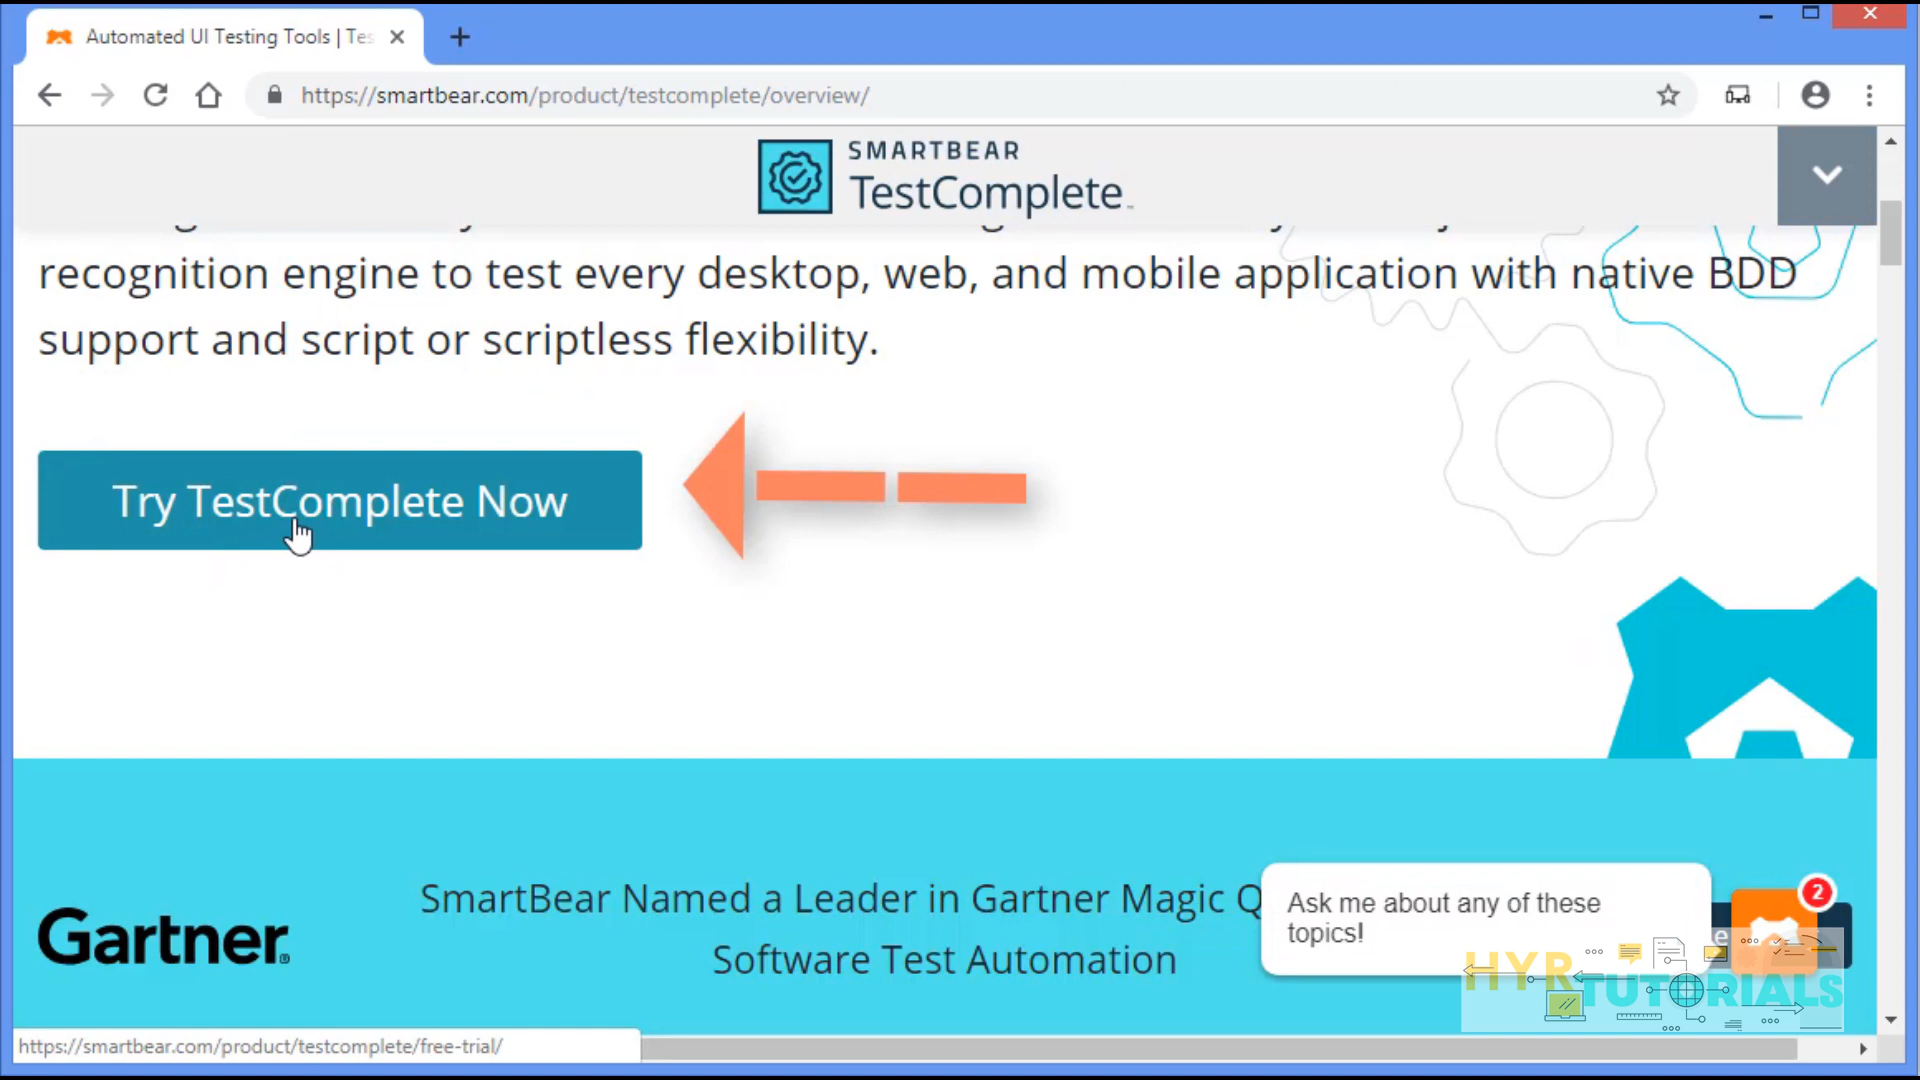 Automated UI Testing Tools | Tes
https://smartbear.com/product/testcomplete/overview/
SMARTBEAR
TestComplete
recognition engine to test every desktop, web, and mobile application with native BDD
support and script or scriptless flexibility.
Try TestComplete Now
Gartner®
SmartBear Named a Leader in Gartner Magic Q
Software Test Automation
Ask me about any of these
topics!
2
HYR
TUTORIALS
https://smartbear.com/product/testcomplete/free-trial/